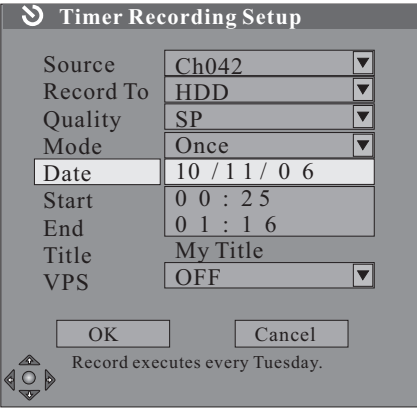 Timer Recording Setup
Source Ch042
Record To HDD
Quality SP
Mode Once
Date 10 /11/ 0 6
Start 0 0 : 2 5
End 0 1 : 1 6
Title My Title
VPS OFF
OK Cancel
Record executes every Tuesday.